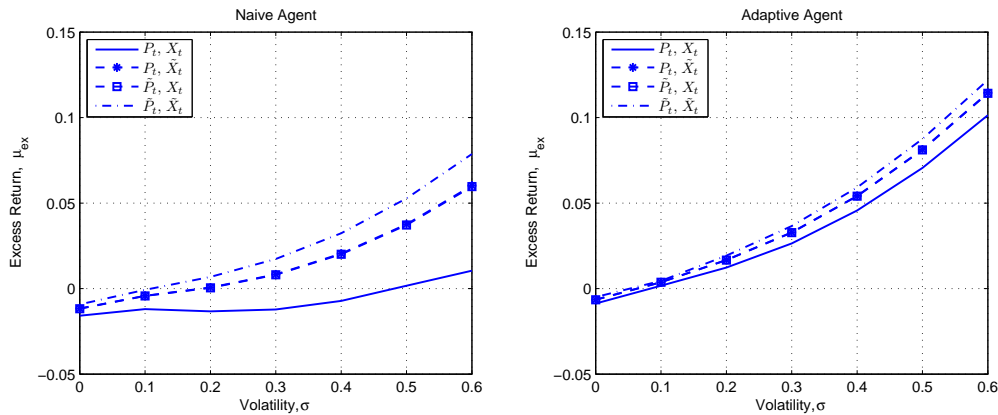 Naive Agent
0.15
0.1
0.05
0
−0.05
Excess Return, μex
P_t, X_t
P_t, X̃_t
P̃_t, X_t
P̃_t, X̃_t
0 0.1 0.2 0.3 0.4 0.5 0.6
Volatility,σ
Adaptive Agent
0.15
0.1
0.05
0
−0.05
Excess Return, μ_ex
P_t, X_t
P_t, X̃_t
P̃_t, X_t
P̃_t, X̃_t
0 0.1 0.2 0.3 0.4 0.5 0.6
Volatility,σ